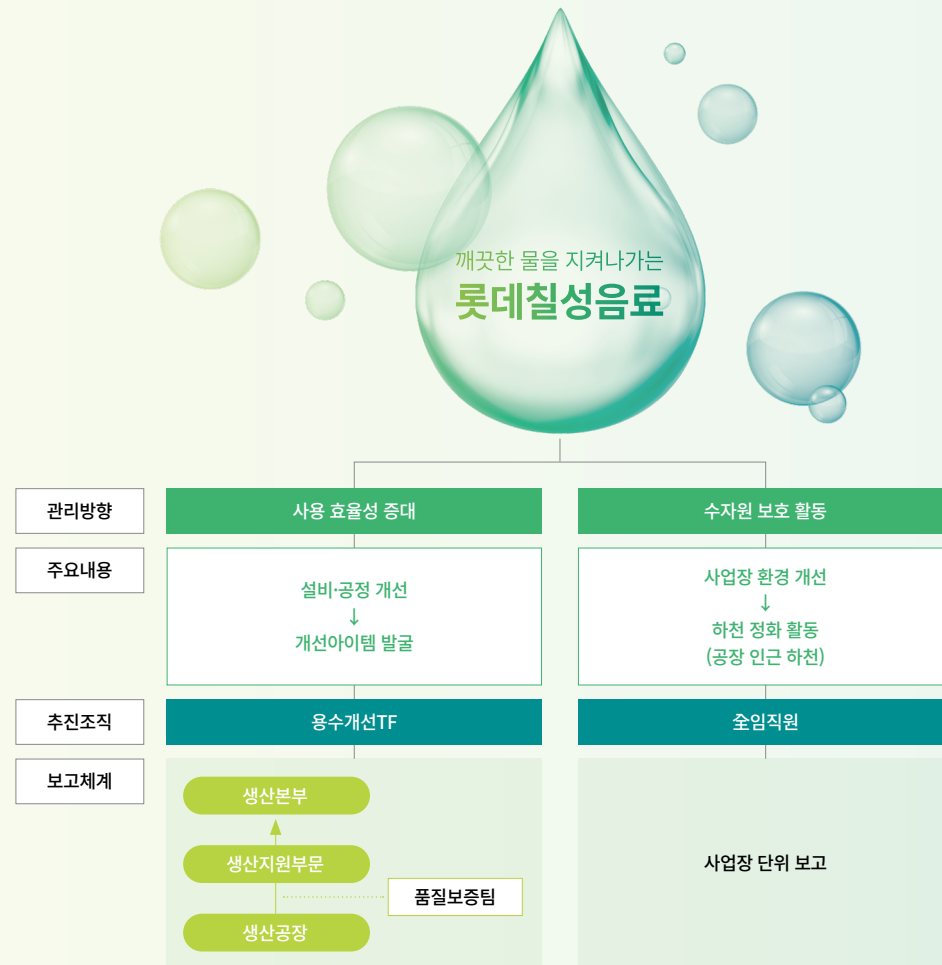 깨끗한 물을 지켜나가는
롯데칠성음료
관리방향
사용 효율성 증대
수자원 보호 활동
주요내용
설비·공정 개선
↓
개선아이템 발굴
사업장 환경 개선
↓
하천 정화 활동
(공장 인근 하천)
추진조직
용수개선TF
全임직원
보고체계
생산본부
생산지원부문
품질보증팀
생산공장
사업장 단위 보고